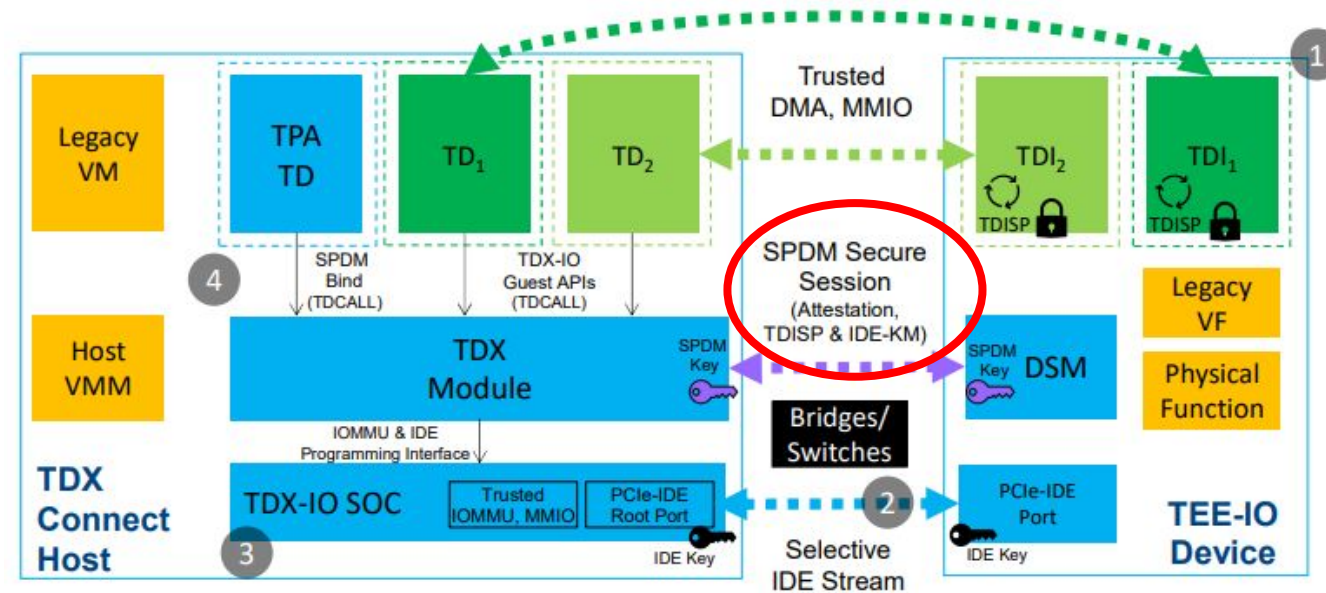 1
Legacy
VM
TPA
TD
TD1
TD2
Trusted
DMA, MMIO
TDI2
TDISP
TDI1
TDISP
4
SPDM
Bind
(TDCALL)
TDX-IO
Guest APIs
(TDCALL)
SPDM Secure
Session
(Attestation,
TDISP & IDE-KM)
Legacy
VF
Host
VMM
TDX
Module
SPDM
Key
SPDM
Key
DSM
Physical
Function
Bridges/
Switches
IOMMU & IDE
Programming Interface
TDX
Connect
Host
TDX-IO SOC
Trusted
IOMMU, MMIO
PCIe-IDE
Root Port
IDE Key
3
2
Selective
IDE Stream
PCIe-IDE
Port
IDE Key
TEE-IO
Device